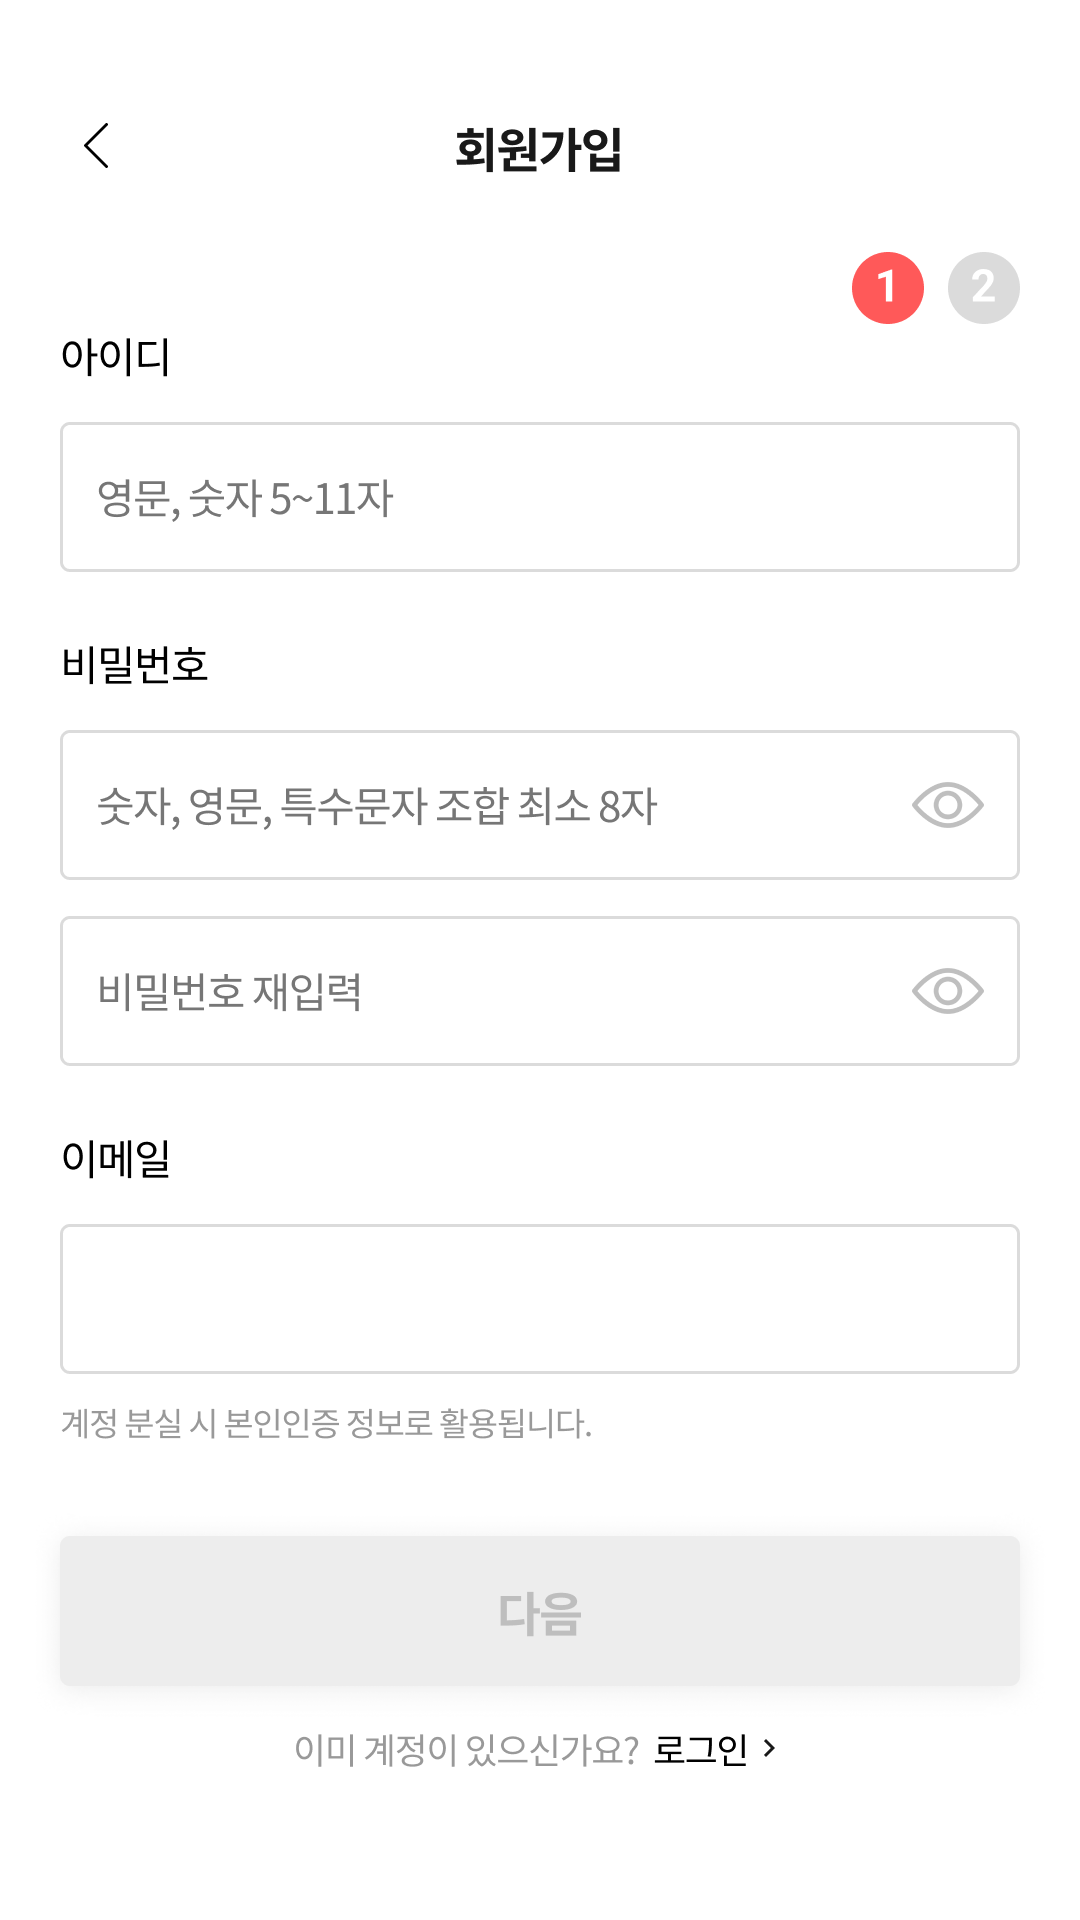 회원가입
1 2
아이디
영문, 숫자 5~11자
비밀번호
숫자, 영문, 특수문자 조합 최소 8자
비밀번호 재입력
이메일
계정 분실 시 본인인증 정보로 활용됩니다.
다음
이미 계정이 있으신가요? 로그인 >